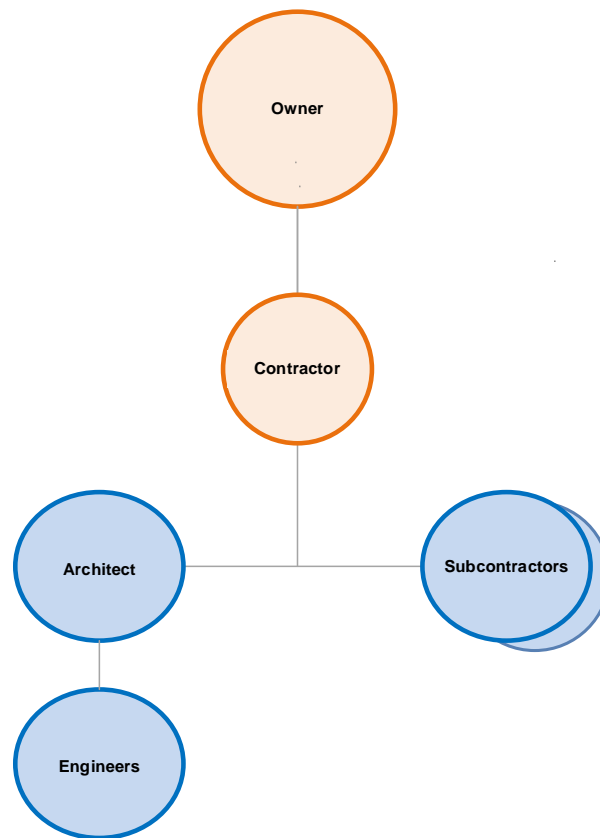 Owner
Contractor
Architect
Subcontractors
Engineers